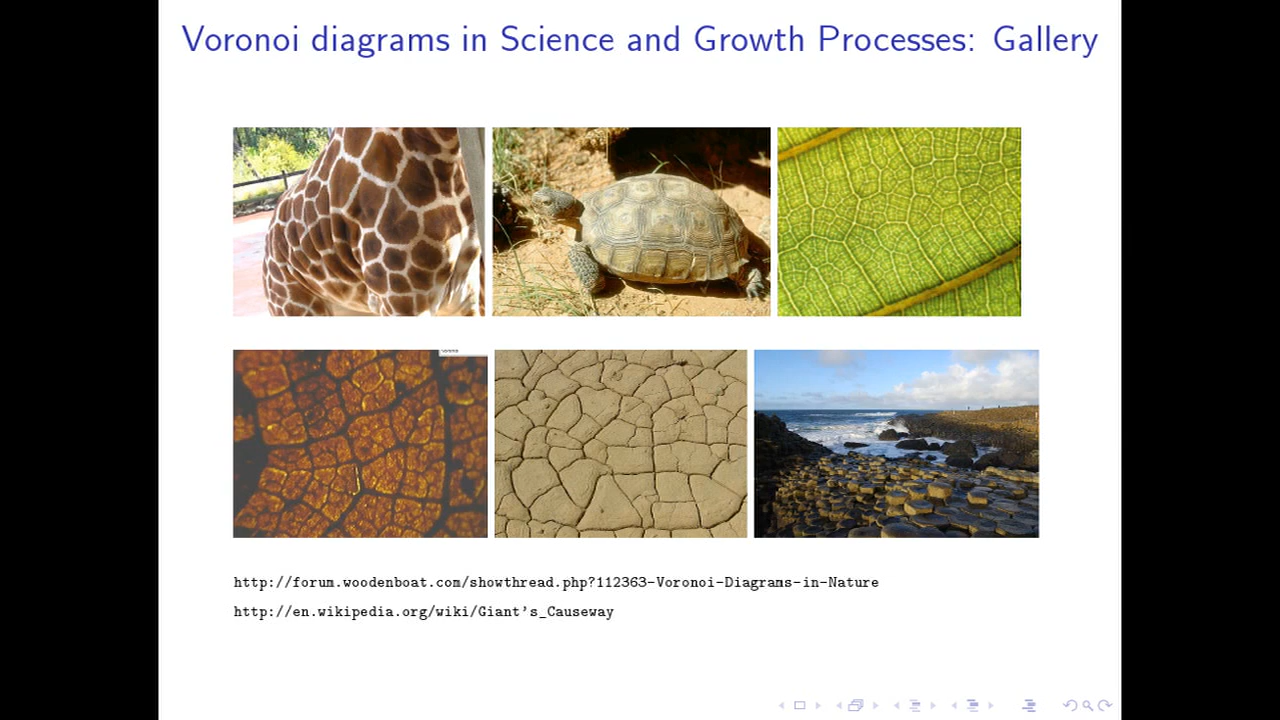 Voronoi diagrams in Science and Growth Processes: Gallery
http://forum.woodenboat.com/showthread.php?112363-Voronoi-Diagrams-in-Nature
http://en.wikipedia.org/wiki/Giant's_Causeway